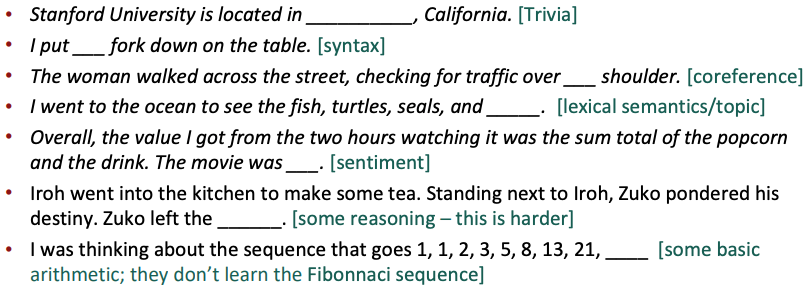 • Stanford University is located in __________, California. [Trivia]
• I put ___ fork down on the table. [syntax]
• The woman walked across the street, checking for traffic over ___ shoulder. [coreference]
• I went to the ocean to see the fish, turtles, seals, and _____. [lexical semantics/topic]
• Overall, the value I got from the two hours watching it was the sum total of the popcorn
and the drink. The movie was ___. [sentiment]
• Iroh went into the kitchen to make some tea. Standing next to Iroh, Zuko pondered his
destiny. Zuko left the ______. [some reasoning – this is harder]
• I was thinking about the sequence that goes 1, 1, 2, 3, 5, 8, 13, 21, ____ [some basic
arithmetic; they don’t learn the Fibonnaci sequence]